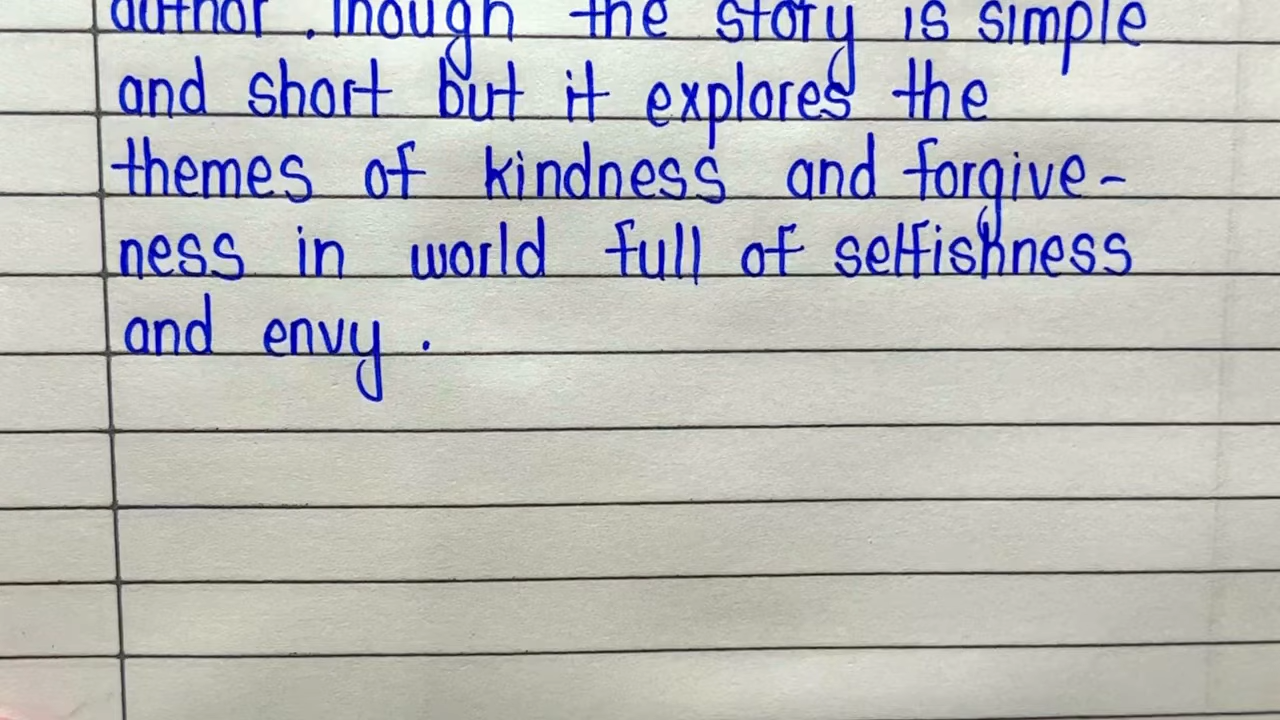 author . Though the story is simple
and short but it explores the
themes of kindness and forgive-
ness in world full of selfishness
and envy .